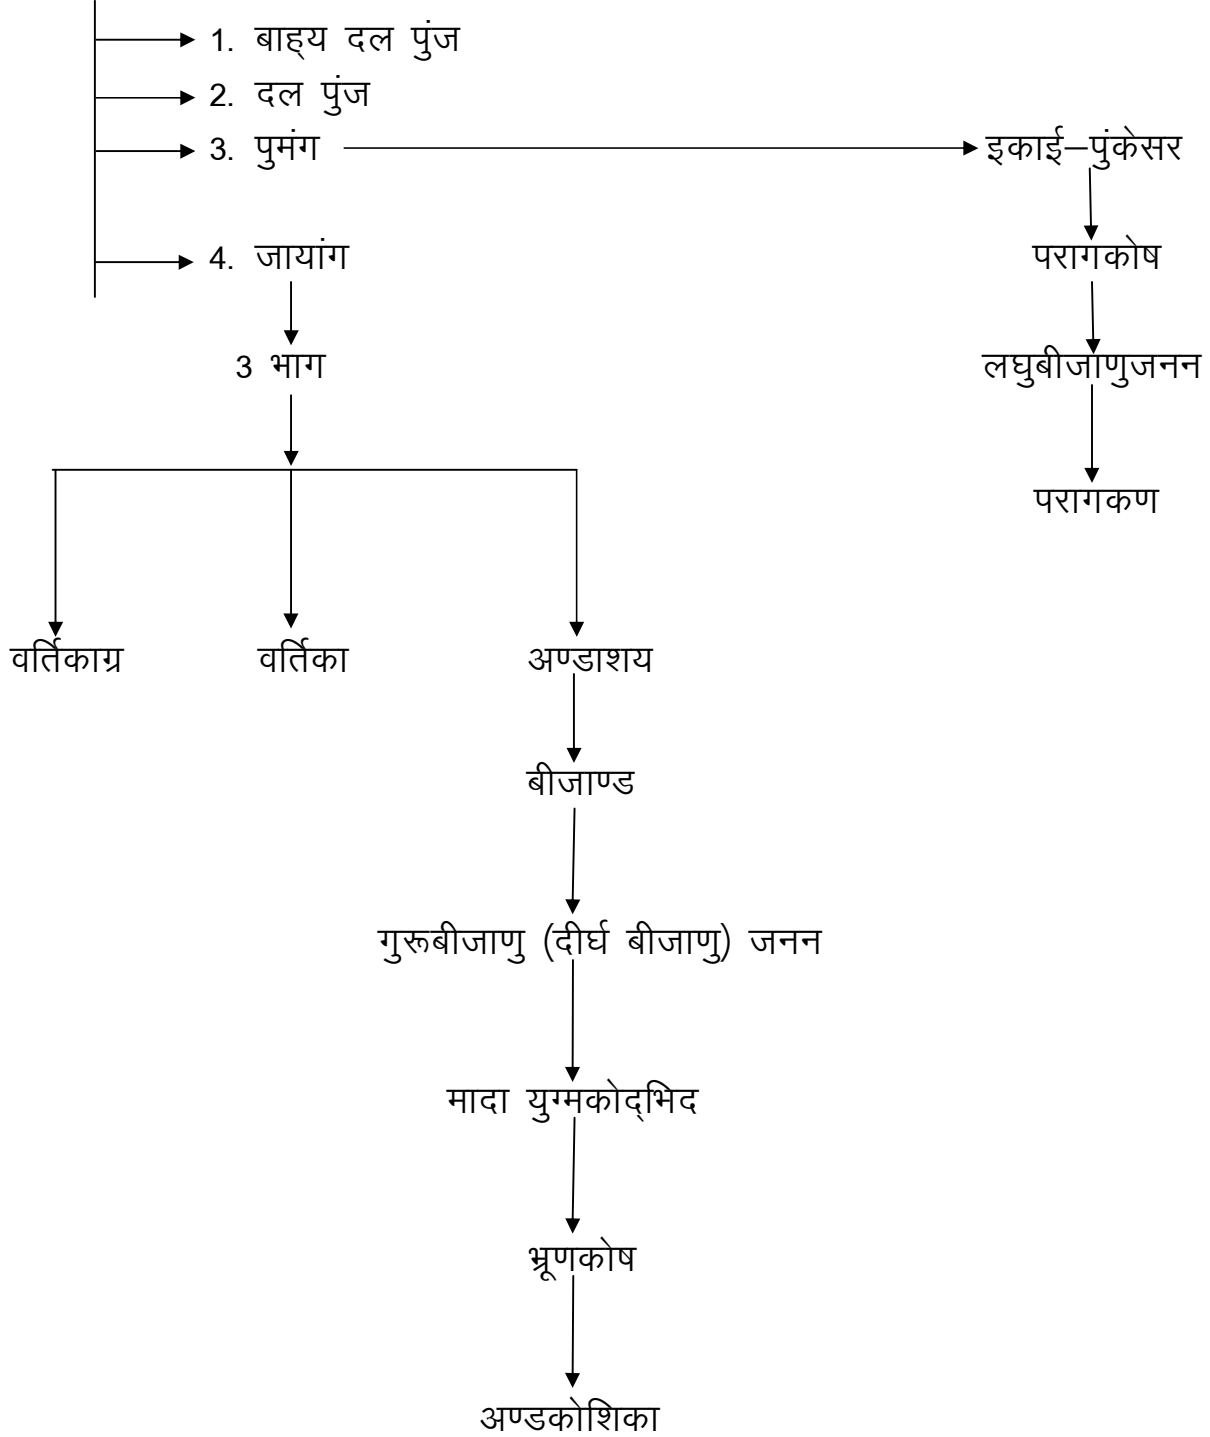 1. बाह्य दल पुंज
2. दल पुंज
3. पुमंग
इकाई–पुंकेसर
4. जायांग
परागकोष
3 भाग
लघुबीजाणुजनन
परागकण
वर्तिकाग्र
वर्तिका
अण्डाशय
बीजाण्ड
गुरूबीजाणु (दीर्घ बीजाणु) जनन
मादा युग्मकोद्भिद
भ्रूणकोष
अण्डकोशिका